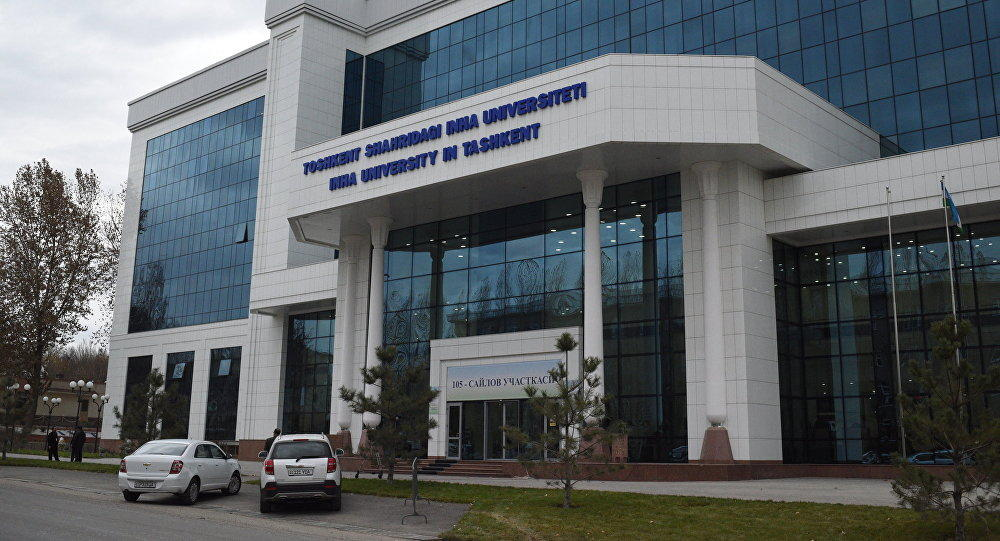 TOSHKENT SHAHRIDAGI INHA UNIVERSITETI
INHA UNIVERSITY IN TASHKENT
105 - САЙЛОВ УЧАСТКАСИ